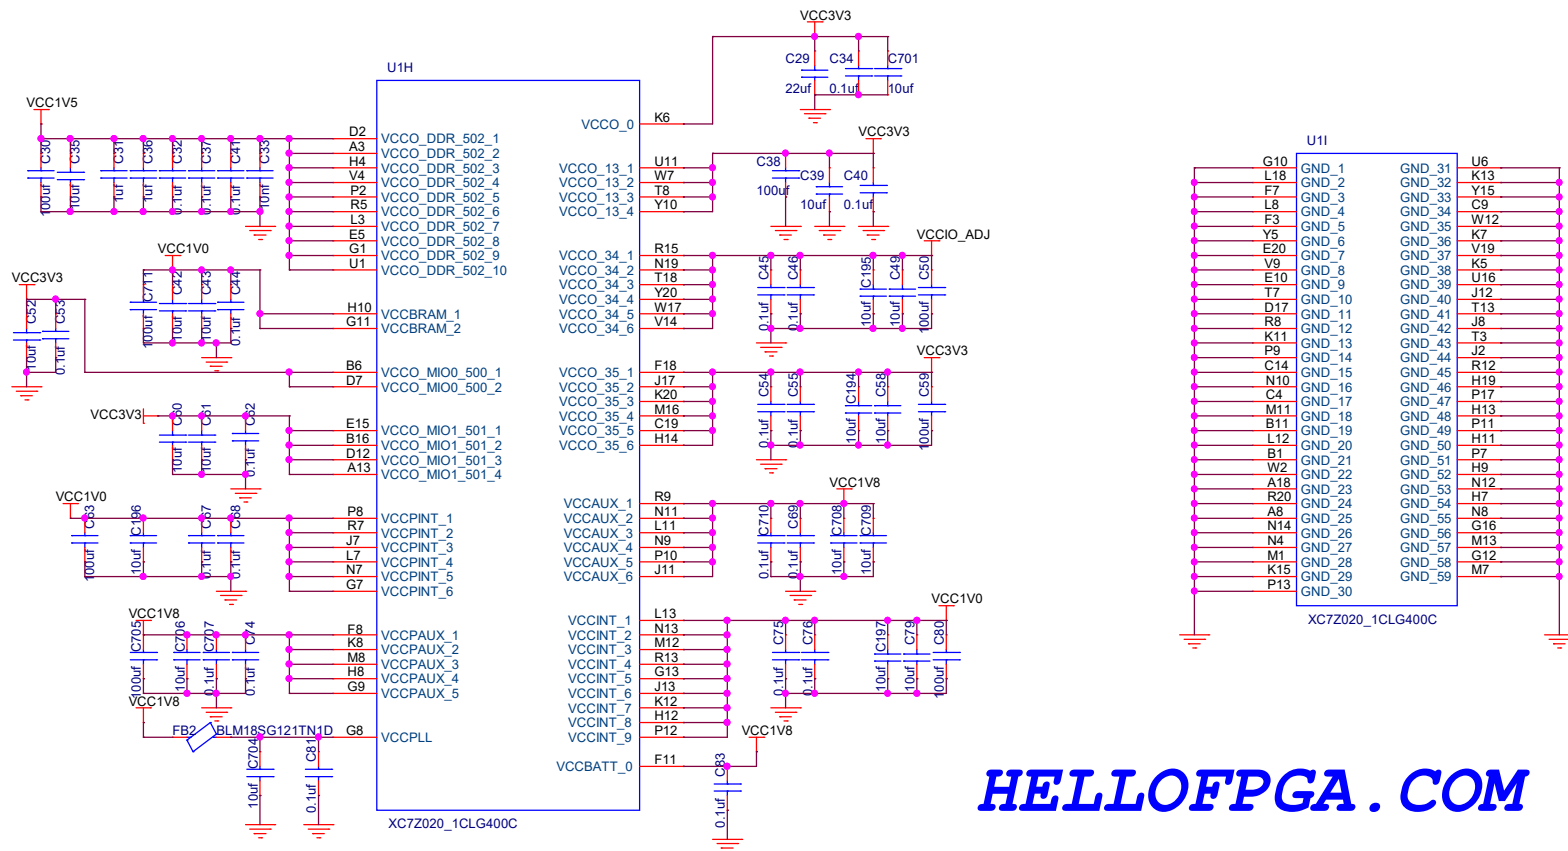 VCC3V3
C29
C34
C701
22uf
0.1uf
10uf
U1H
VCC1V5
C30
C35
C31
C36
C32
C37
C41
C33
100uf
10uf
1uf
1uf
0.1uf
0.1uf
0.1uf
10nf
D2 VCCO_DDR_502_1
A3 VCCO_DDR_502_2
H4 VCCO_DDR_502_3
V4 VCCO_DDR_502_4
P2 VCCO_DDR_502_5
R5 VCCO_DDR_502_6
L3 VCCO_DDR_502_7
E5 VCCO_DDR_502_8
G1 VCCO_DDR_502_9
U1 VCCO_DDR_502_10
VCC1V0
C711
C42
C43
C44
100uf
10uf
10uf
0.1uf
H10 VCCBRAM_1
G11 VCCBRAM_2
VCC3V3
C52
C53
10uf
0.1uf
B6 VCCO_MIO0_500_1
D7 VCCO_MIO0_500_2
VCC3V3
C60
C61
C62
10uf
10uf
0.1uf
E15 VCCO_MIO1_501_1
B16 VCCO_MIO1_501_2
D12 VCCO_MIO1_501_3
A13 VCCO_MIO1_501_4
VCC1V0
C63
C196
C67
C68
100uf
10uf
0.1uf
0.1uf
P8 VCCPINT_1
R7 VCCPINT_2
J7 VCCPINT_3
L7 VCCPINT_4
N7 VCCPINT_5
G7 VCCPINT_6
VCC1V8
C705
C706
C707
C74
100uf
10uf
0.1uf
0.1uf
F8 VCCPAUX_1
K8 VCCPAUX_2
M8 VCCPAUX_3
H8 VCCPAUX_4
G9 VCCPAUX_5
VCC1V8
FB2
BLM18SG121TN1D
G8 VCCPLL
C704
C81
10uf
0.1uf
XC7Z020_1CLG400C
VCCO_0 K6
VCC3V3
C38
C39
C40
100uf
10uf
0.1uf
VCCO_13_1 U11
VCCO_13_2 W7
VCCO_13_3 T8
VCCO_13_4 Y10
VCCIO_ADJ
C45
C46
C195
C49
C50
0.1uf
0.1uf
10uf
10uf
100uf
VCCO_34_1 R15
VCCO_34_2 N19
VCCO_34_3 T18
VCCO_34_4 Y20
VCCO_34_5 W17
VCCO_34_6 V14
VCC3V3
C54
C55
C194
C58
C59
0.1uf
0.1uf
10uf
10uf
100uf
VCCO_35_1 F18
VCCO_35_2 J17
VCCO_35_3 K20
VCCO_35_4 M16
VCCO_35_5 C19
VCCO_35_6 H14
VCC1V8
C710
C69
C708
C709
0.1uf
0.1uf
10uf
10uf
VCCAUX_1 R9
VCCAUX_2 N11
VCCAUX_3 L11
VCCAUX_4 N9
VCCAUX_5 P10
VCCAUX_6 J11
VCC1V0
C75
C76
C197
C79
C80
0.1uf
0.1uf
10uf
10uf
100uf
VCCINT_1 L13
VCCINT_2 N13
VCCINT_3 M12
VCCINT_4 R13
VCCINT_5 G13
VCCINT_6 J13
VCCINT_7 K12
VCCINT_8 H12
VCCINT_9 P12
VCC1V8
VCCBATT_0 F11
C83
0.1uf
U1I
G10 GND_1 GND_31 U6
L18 GND_2 GND_32 K13
F7 GND_3 GND_33 Y15
L8 GND_4 GND_34 C9
F3 GND_5 GND_35 W12
Y5 GND_6 GND_36 K7
E20 GND_7 GND_37 V19
V9 GND_8 GND_38 K5
E10 GND_9 GND_39 U16
T7 GND_10 GND_40 J12
D17 GND_11 GND_41 T13
R8 GND_12 GND_42 J8
K11 GND_13 GND_43 T3
P9 GND_14 GND_44 J2
C14 GND_15 GND_45 R12
N10 GND_16 GND_46 H19
C4 GND_17 GND_47 P17
M11 GND_18 GND_48 H13
B11 GND_19 GND_49 P11
L12 GND_20 GND_50 H11
B1 GND_21 GND_51 P7
W2 GND_22 GND_52 H9
A18 GND_23 GND_53 N12
R20 GND_24 GND_54 H7
A8 GND_25 GND_55 N8
N14 GND_26 GND_56 G16
N4 GND_27 GND_57 M13
M1 GND_28 GND_58 G12
K15 GND_29 GND_59 M7
P13 GND_30
XC7Z020_1CLG400C
HELLOFPGA.COM